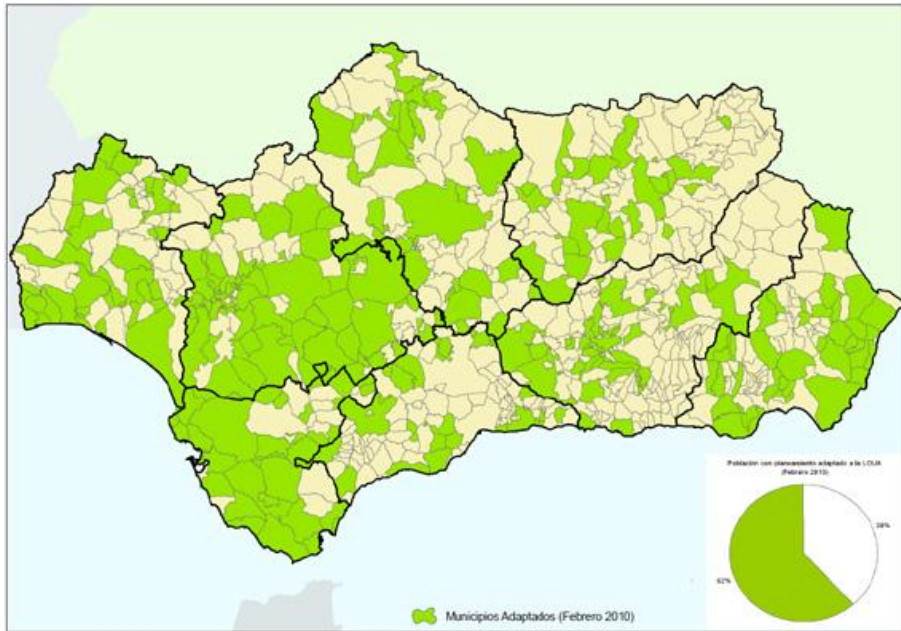 Población con planeamiento adaptado a la LOUA
(Febrero 2010)
38%
62%
Municipios Adaptados (Febrero 2010)